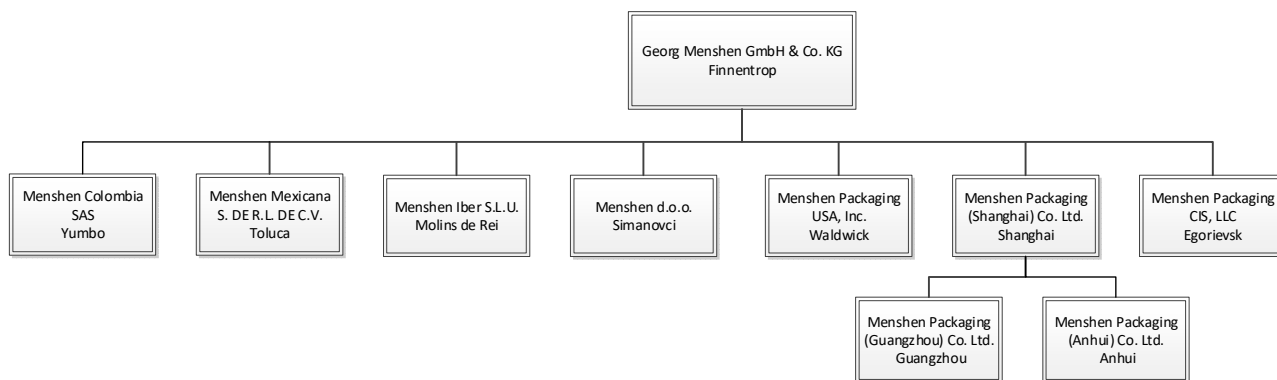 Georg Menshen GmbH & Co. KG
Finnentrop
Menshen Colombia
SAS
Yumbo
Menshen Mexicana
S. DE R.L. DE C.V.
Toluca
Menshen Iber S.L.U.
Molins de Rei
Menshen d.o.o.
Simanovci
Menshen Packaging
USA, Inc.
Waldwick
Menshen Packaging
(Shanghai) Co. Ltd.
Shanghai
Menshen Packaging
CIS, LLC
Egorievsk
Menshen Packaging
(Guangzhou) Co. Ltd.
Guangzhou
Menshen Packaging
(Anhui) Co. Ltd.
Anhui